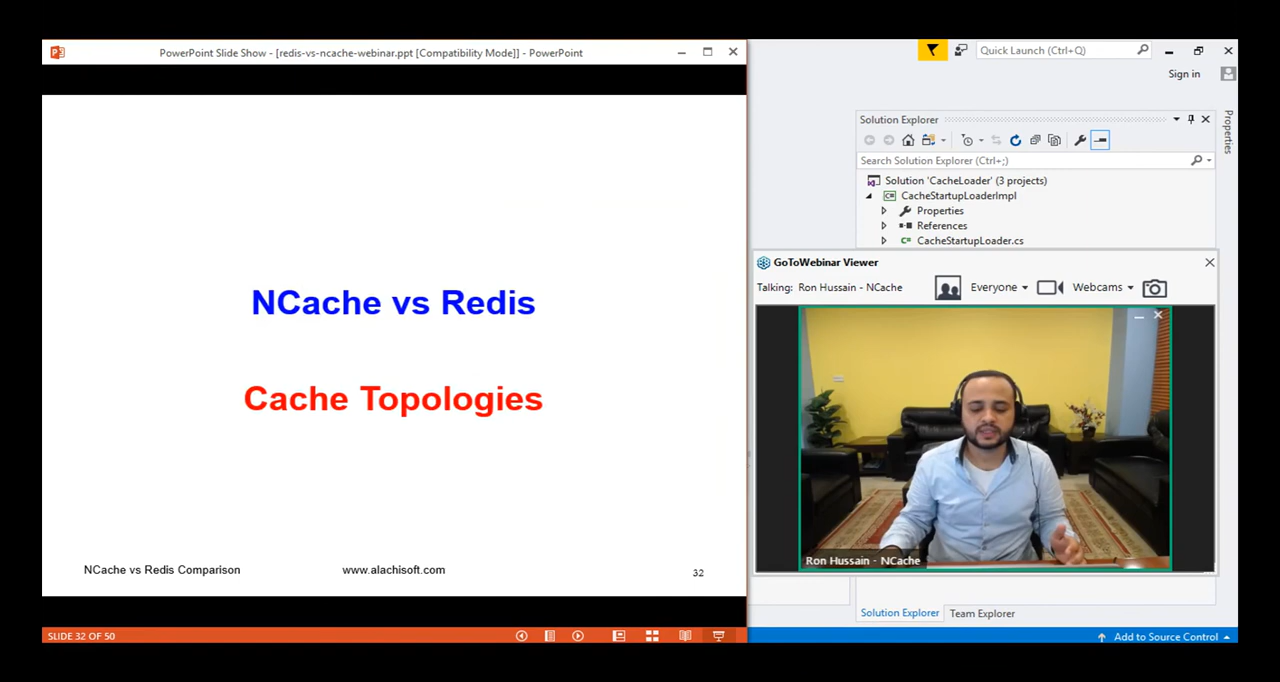 PowerPoint Slide Show - [redis-vs-ncache-webinar.ppt [Compatibility Mode]] - PowerPoint
NCache vs Redis
Cache Topologies
NCache vs Redis Comparison
www.alachisoft.com
32
SLIDE 32 OF 50
Quick Launch (Ctrl+Q)
Sign in
Properties
Solution Explorer
Search Solution Explorer (Ctrl+;)
Solution 'CacheLoader' (3 projects)
CacheStartupLoaderImpl
Properties
References
CacheStartupLoader.cs
GoToWebinar Viewer
Talking: Ron Hussain - NCache
Everyone
Webcams
Ron Hussain - NCache
Solution Explorer
Team Explorer
Add to Source Control